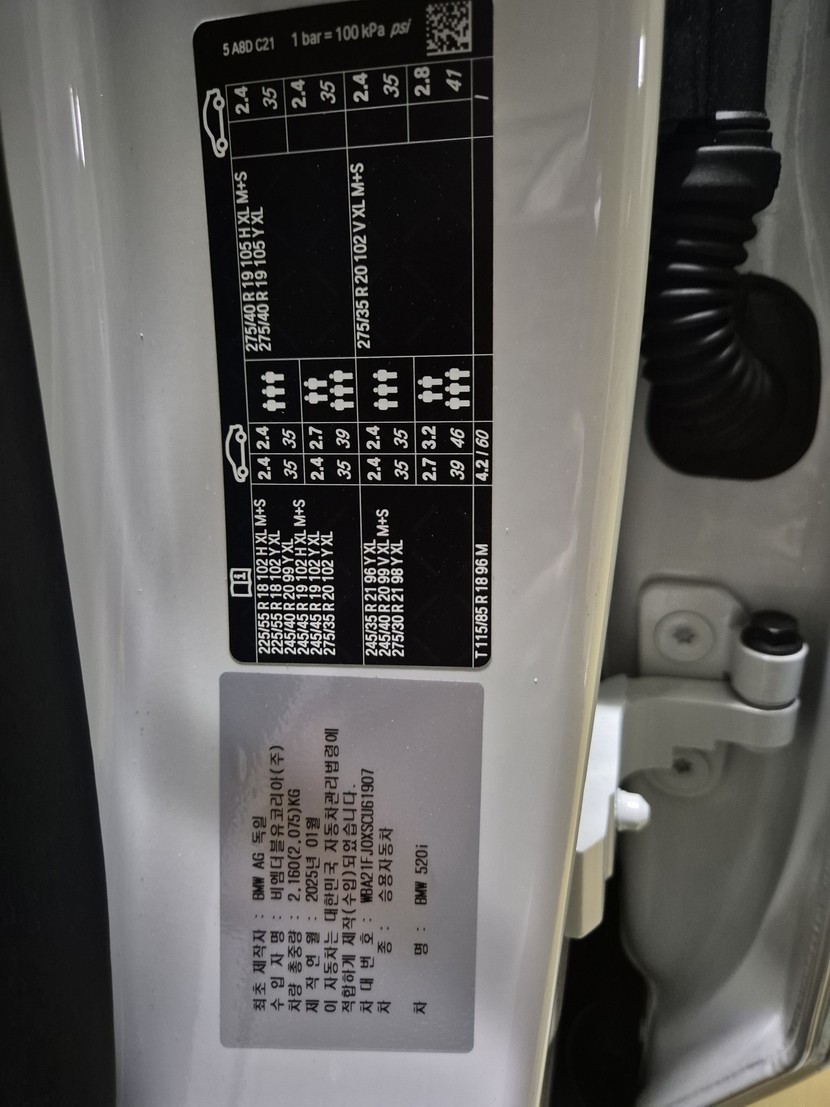 5 A8D C21 1 bar = 100 kPa psi
225/55 R 18 102 H XL M+S
225/55 R 18 102 Y XL
245/40 R 20 99 Y XL
2.4 2.4
35 35
275/40 R 19 105 H XL M+S
275/40 R 19 105 Y XL
2.4
35
245/45 R 19 102 H XL M+S
245/45 R 19 102 Y XL
275/35 R 20 102 Y XL
2.4 2.7
35 39
2.4
35
245/35 R 21 96 Y XL
245/40 R 20 99 V XL M+S
275/30 R 21 98 Y XL
2.4 2.4
35 35
275/35 R 20 102 V XL M+S
2.4
35
2.7 3.2
39 46
2.8
41
T 115/85 R 18 96 M 4.2 / 60 /
최초 제작자 : BMW AG 독일
수 입 자 명 : 비엠더블유코리아(주)
차량 총중량 : 2.160(2.075)KG
제 작 연 월 : 2025년 01월
이 자동차는 대한민국 자동차관리법령에
적합하게 제작(수입)되었습니다.
차 대 번 호 : WBA21FJ0XSCU61907
차 종 : 승용자동차
차 명 : BMW 520i